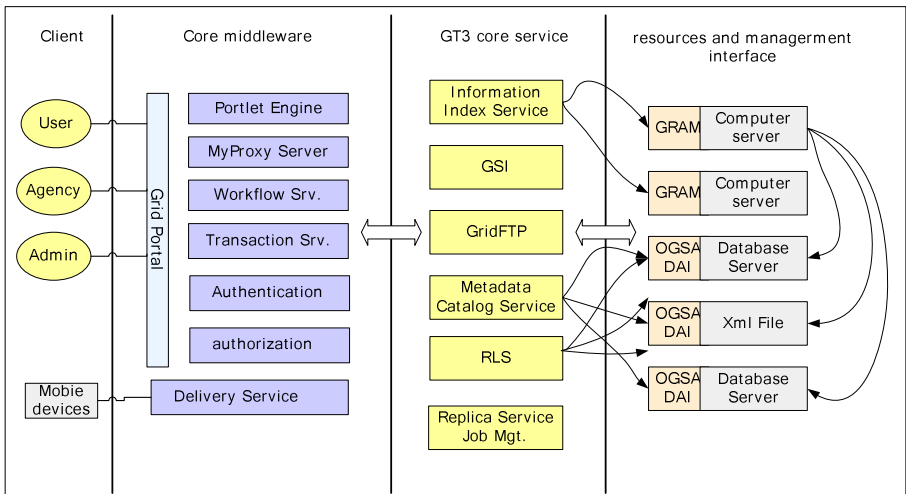 Client
Core middleware
GT3 core service
resources and managerment
interface
User
Agency
Admin
Mobie
devices
Grid Portal
Portlet Engine
MyProxy Server
Workflow Srv.
Transaction Srv.
Authentication
authorization
Delivery Service
Information
Index Service
GSI
GridFTP
Metadata
Catalog Service
RLS
Replica Service
Job Mgt.
GRAM
Computer
server
GRAM
Computer
server
OGSA
DAI
Database
Server
OGSA
DAI
Xml File
OGSA
DAI
Database
Server